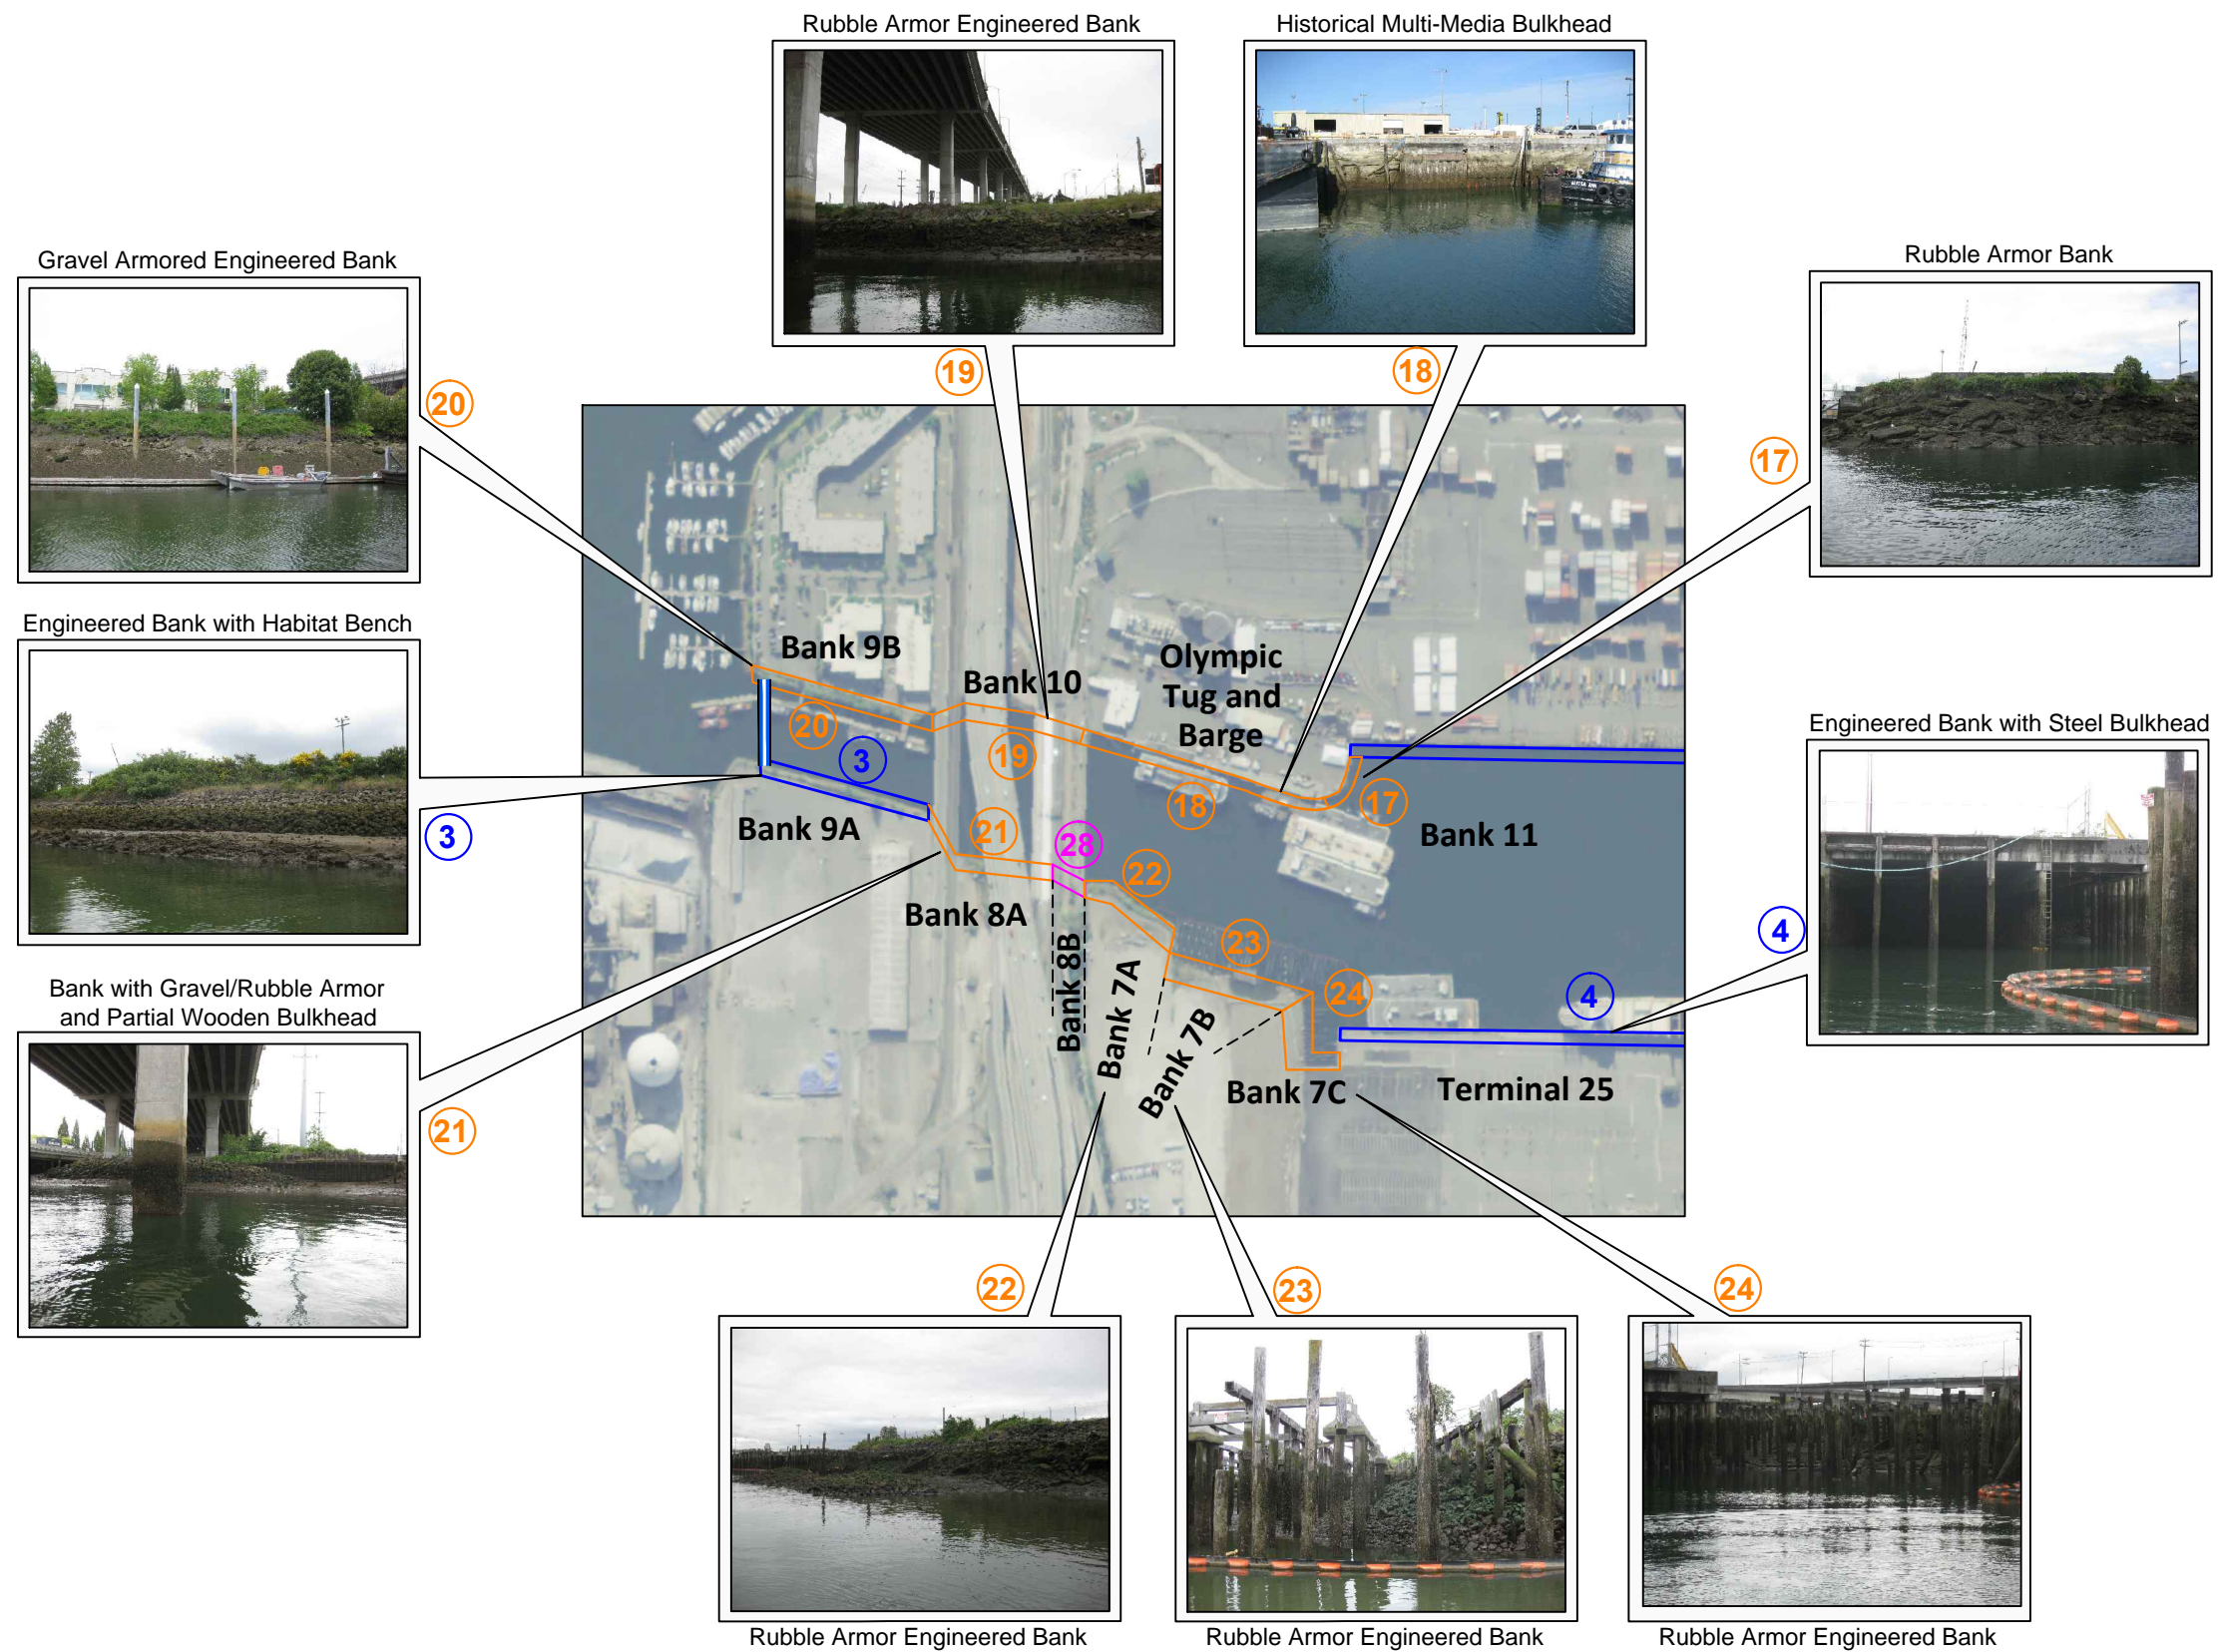 Rubble Armor Engineered Bank
Historical Multi-Media Bulkhead
19
18
Gravel Armored Engineered Bank
20
Rubble Armor Bank
17
Engineered Bank with Habitat Bench
3
Engineered Bank with Steel Bulkhead
4
Bank with Gravel/Rubble Armor
and Partial Wooden Bulkhead
21
Bank 9B
Bank 10
Olympic
Tug and
Barge
20
3
19
18
17
Bank 9A
21
28
22
Bank 11
Bank 8A
23
24
4
Bank 8B
Bank 7A
Bank 7B
Bank 7C
Terminal 25
22
23
24
Rubble Armor Engineered Bank
Rubble Armor Engineered Bank
Rubble Armor Engineered Bank